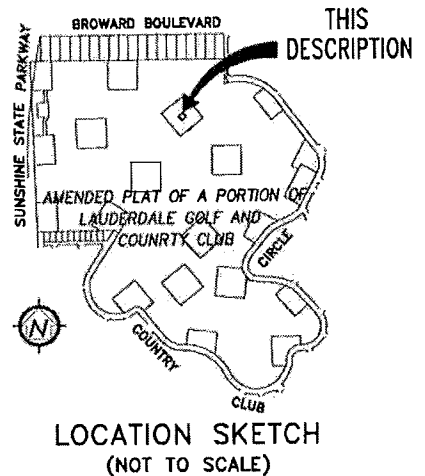 BROWARD BOULEVARD
THIS
DESCRIPTION
SUNSHINE STATE PARKWAY
AMENDED PLAT OF A PORTION OF
LAUDERDALE GOLF AND
COUNRTY CLUB
CIRCLE
N
COUNTRY
CLUB
LOCATION SKETCH
(NOT TO SCALE)